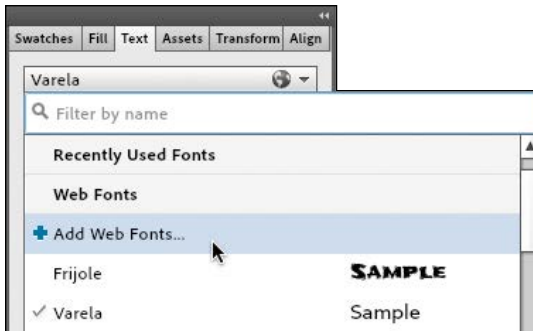 Swatches Fill Text Assets Transform Align
Varela
Filter by name
Recently Used Fonts
Web Fonts
Add Web Fonts...
Frijole SAMPLE
Varela Sample